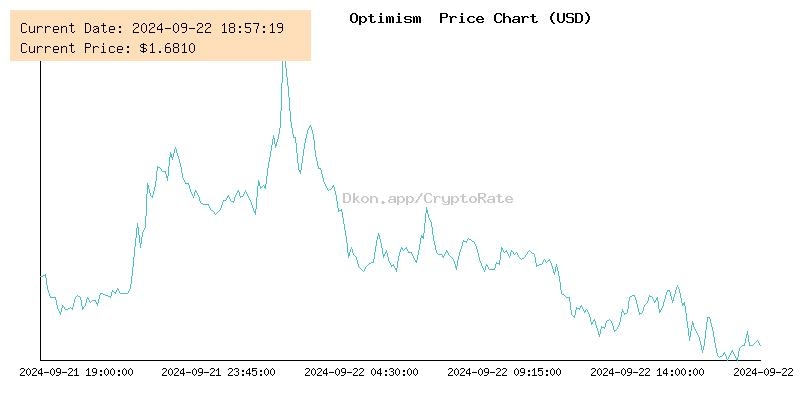 Optimism  Price Chart (USD)
Current Date: 2024-09-22 18:57:19
Current Price: $1.6810
Dkon.app/CryptoRate
2024-09-21 19:00:00 2024-09-21 23:45:00 2024-09-22 04:30:00 2024-09-22 09:15:00 2024-09-22 14:00:00 2024-09-22